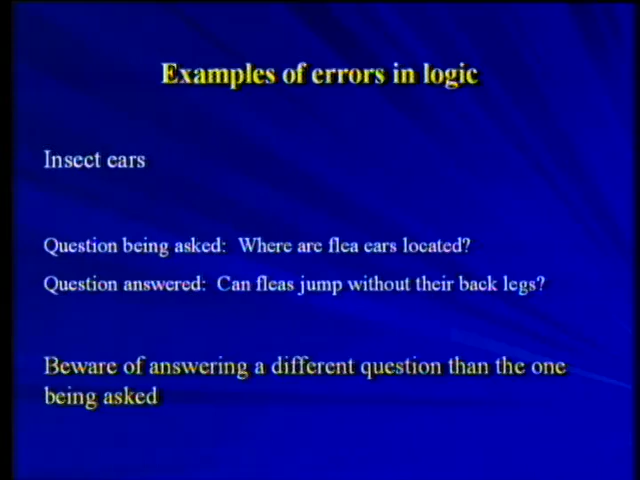 Examples of errors in logic
Insect ears
Question being asked:  Where are flea ears located?
Question answered:  Can fleas jump without their back legs?
Beware of answering a different question than the one
being asked